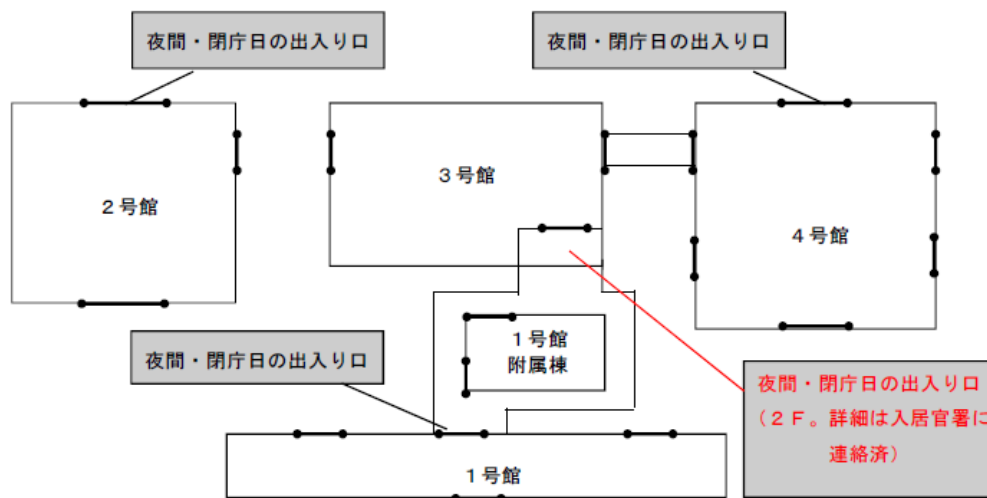 夜間・閉庁日の出入り口
夜間・閉庁日の出入り口
2号館
3号館
4号館
1号館
附属棟
夜間・閉庁日の出入り口
夜間・閉庁日の出入り口
(2F。詳細は入居官署に
連絡済)
1号館